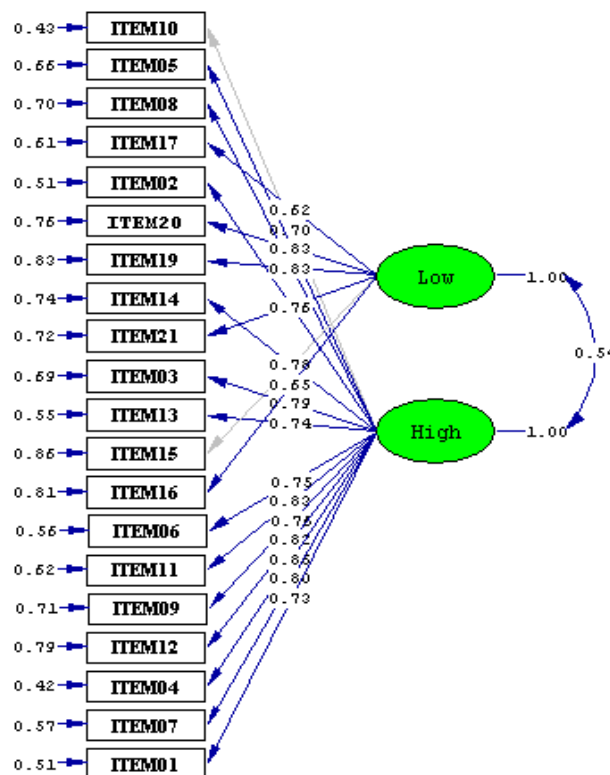 0.43 ITEM10
0.66 ITEM05
0.70 ITEM08
0.61 ITEM17
0.51 ITEM02
0.76 ITEM20
0.83 ITEM19
0.74 ITEM14
0.72 ITEM21
0.69 ITEM03
0.55 ITEM13
0.86 ITEM15
0.81 ITEM16
0.56 ITEM06
0.62 ITEM11
0.71 ITEM09
0.79 ITEM12
0.42 ITEM04
0.57 ITEM07
0.51 ITEM01
0.62
0.70
0.83
0.83
0.76
0.78
0.65
0.79
0.74
0.75
0.83
0.76
0.82
0.86
0.80
0.73
Low
1.00
High
1.00